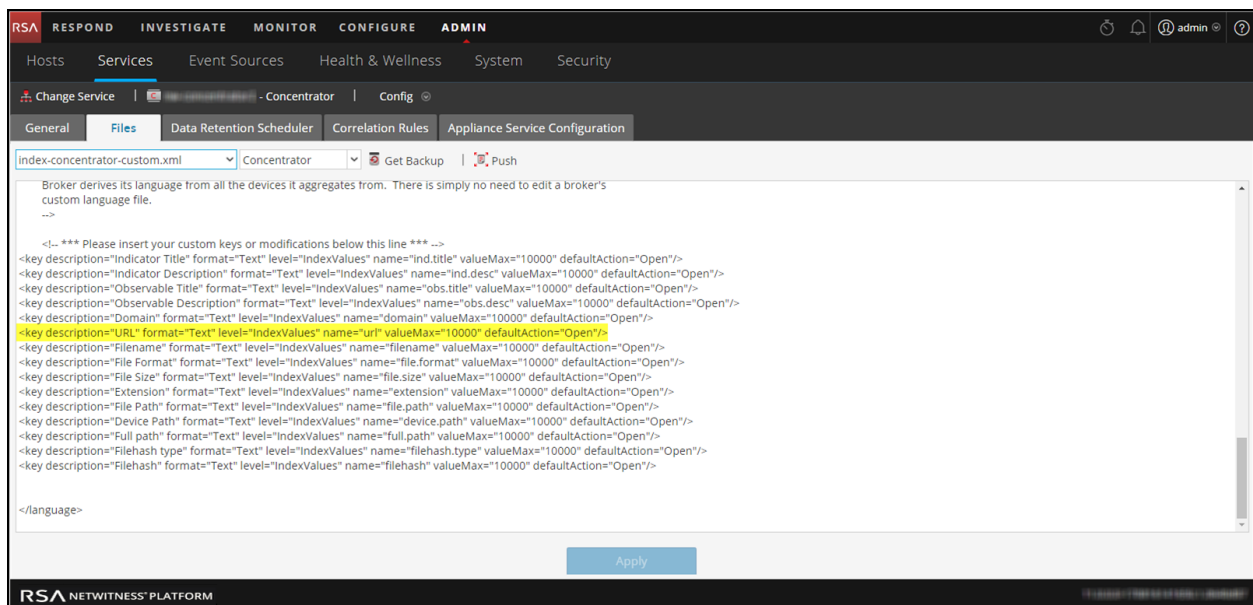 RSA RESPOND INVESTIGATE MONITOR CONFIGURE ADMIN admin ?
Hosts Services Event Sources Health & Wellness System Security
Change Service | - Concentrator | Config
General Files Data Retention Scheduler Correlation Rules Appliance Service Configuration
index-concentrator-custom.xml Concentrator Get Backup | Push
Broker derives its language from all the devices it aggregates from. There is simply no need to edit a broker's
custom language file.
-->
<!-- *** Please insert your custom keys or modifications below this line *** -->
<key description="Indicator Title" format="Text" level="IndexValues" name="ind.title" valueMax="10000" defaultAction="Open"/>
<key description="Indicator Description" format="Text" level="IndexValues" name="ind.desc" valueMax="10000" defaultAction="Open"/>
<key description="Observable Title" format="Text" level="IndexValues" name="obs.title" valueMax="10000" defaultAction="Open"/>
<key description="Observable Description" format="Text" level="IndexValues" name="obs.desc" valueMax="10000" defaultAction="Open"/>
<key description="Domain" format="Text" level="IndexValues" name="domain" valueMax="10000" defaultAction="Open"/>
<key description="URL" format="Text" level="IndexValues" name="url" valueMax="10000" defaultAction="Open"/>
<key description="Filename" format="Text" level="IndexValues" name="filename" valueMax="10000" defaultAction="Open"/>
<key description="File Format" format="Text" level="IndexValues" name="file.format" valueMax="10000" defaultAction="Open"/>
<key description="File Size" format="Text" level="IndexValues" name="file.size" valueMax="10000" defaultAction="Open"/>
<key description="Extension" format="Text" level="IndexValues" name="extension" valueMax="10000" defaultAction="Open"/>
<key description="File Path" format="Text" level="IndexValues" name="file.path" valueMax="10000" defaultAction="Open"/>
<key description="Device Path" format="Text" level="IndexValues" name="device.path" valueMax="10000" defaultAction="Open"/>
<key description="Full path" format="Text" level="IndexValues" name="full.path" valueMax="10000" defaultAction="Open"/>
<key description="Filehash type" format="Text" level="IndexValues" name="filehash.type" valueMax="10000" defaultAction="Open"/>
<key description="Filehash" format="Text" level="IndexValues" name="filehash" valueMax="10000" defaultAction="Open"/>
</language>
Apply
RSA NETWITNESS® PLATFORM